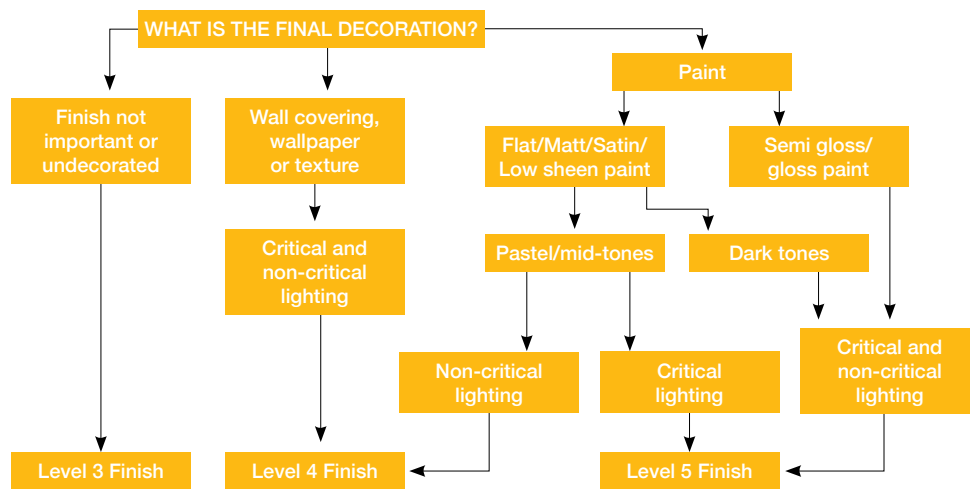 WHAT IS THE FINAL DECORATION?
Paint
Finish not
important or
undecorated
Wall covering,
wallpaper
or texture
Flat/Matt/Satin/
Low sheen paint
Semi gloss/
gloss paint
Critical and
non-critical
lighting
Pastel/mid-tones
Dark tones
Non-critical
lighting
Critical
lighting
Critical and
non-critical
lighting
Level 3 Finish
Level 4 Finish
Level 5 Finish